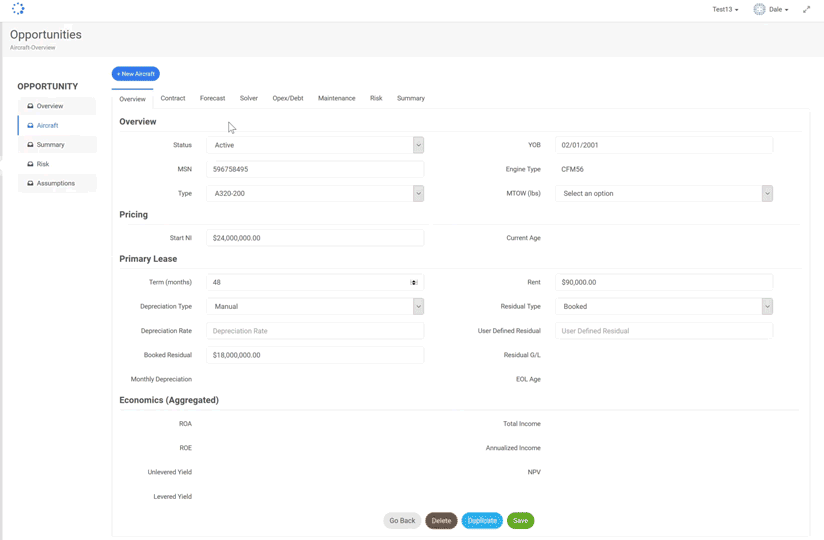 Test13 Dale
Opportunities
Aircraft-Overview
OPPORTUNITY
Overview
Aircraft
Summary
Risk
Assumptions
+ New Aircraft
Overview Contract Forecast Solver Opex/Debt Maintenance Risk Summary
Overview
Status Active YOB 02/01/2001
MSN 596758495 Engine Type CFM56
Type A320-200 MTOW (lbs) Select an option
Pricing
Start NI $24,000,000.00 Current Age
Primary Lease
Term (months) 48 Rent $90,000.00
Depreciation Type Manual Residual Type Booked
Depreciation Rate Depreciation Rate User Defined Residual User Defined Residual
Booked Residual $18,000,000.00 Residual G/L
Monthly Depreciation EOL Age
Economics (Aggregated)
ROA Total Income
ROE Annualized Income
Unlevered Yield NPV
Levered Yield
Go Back Delete Duplicate Save